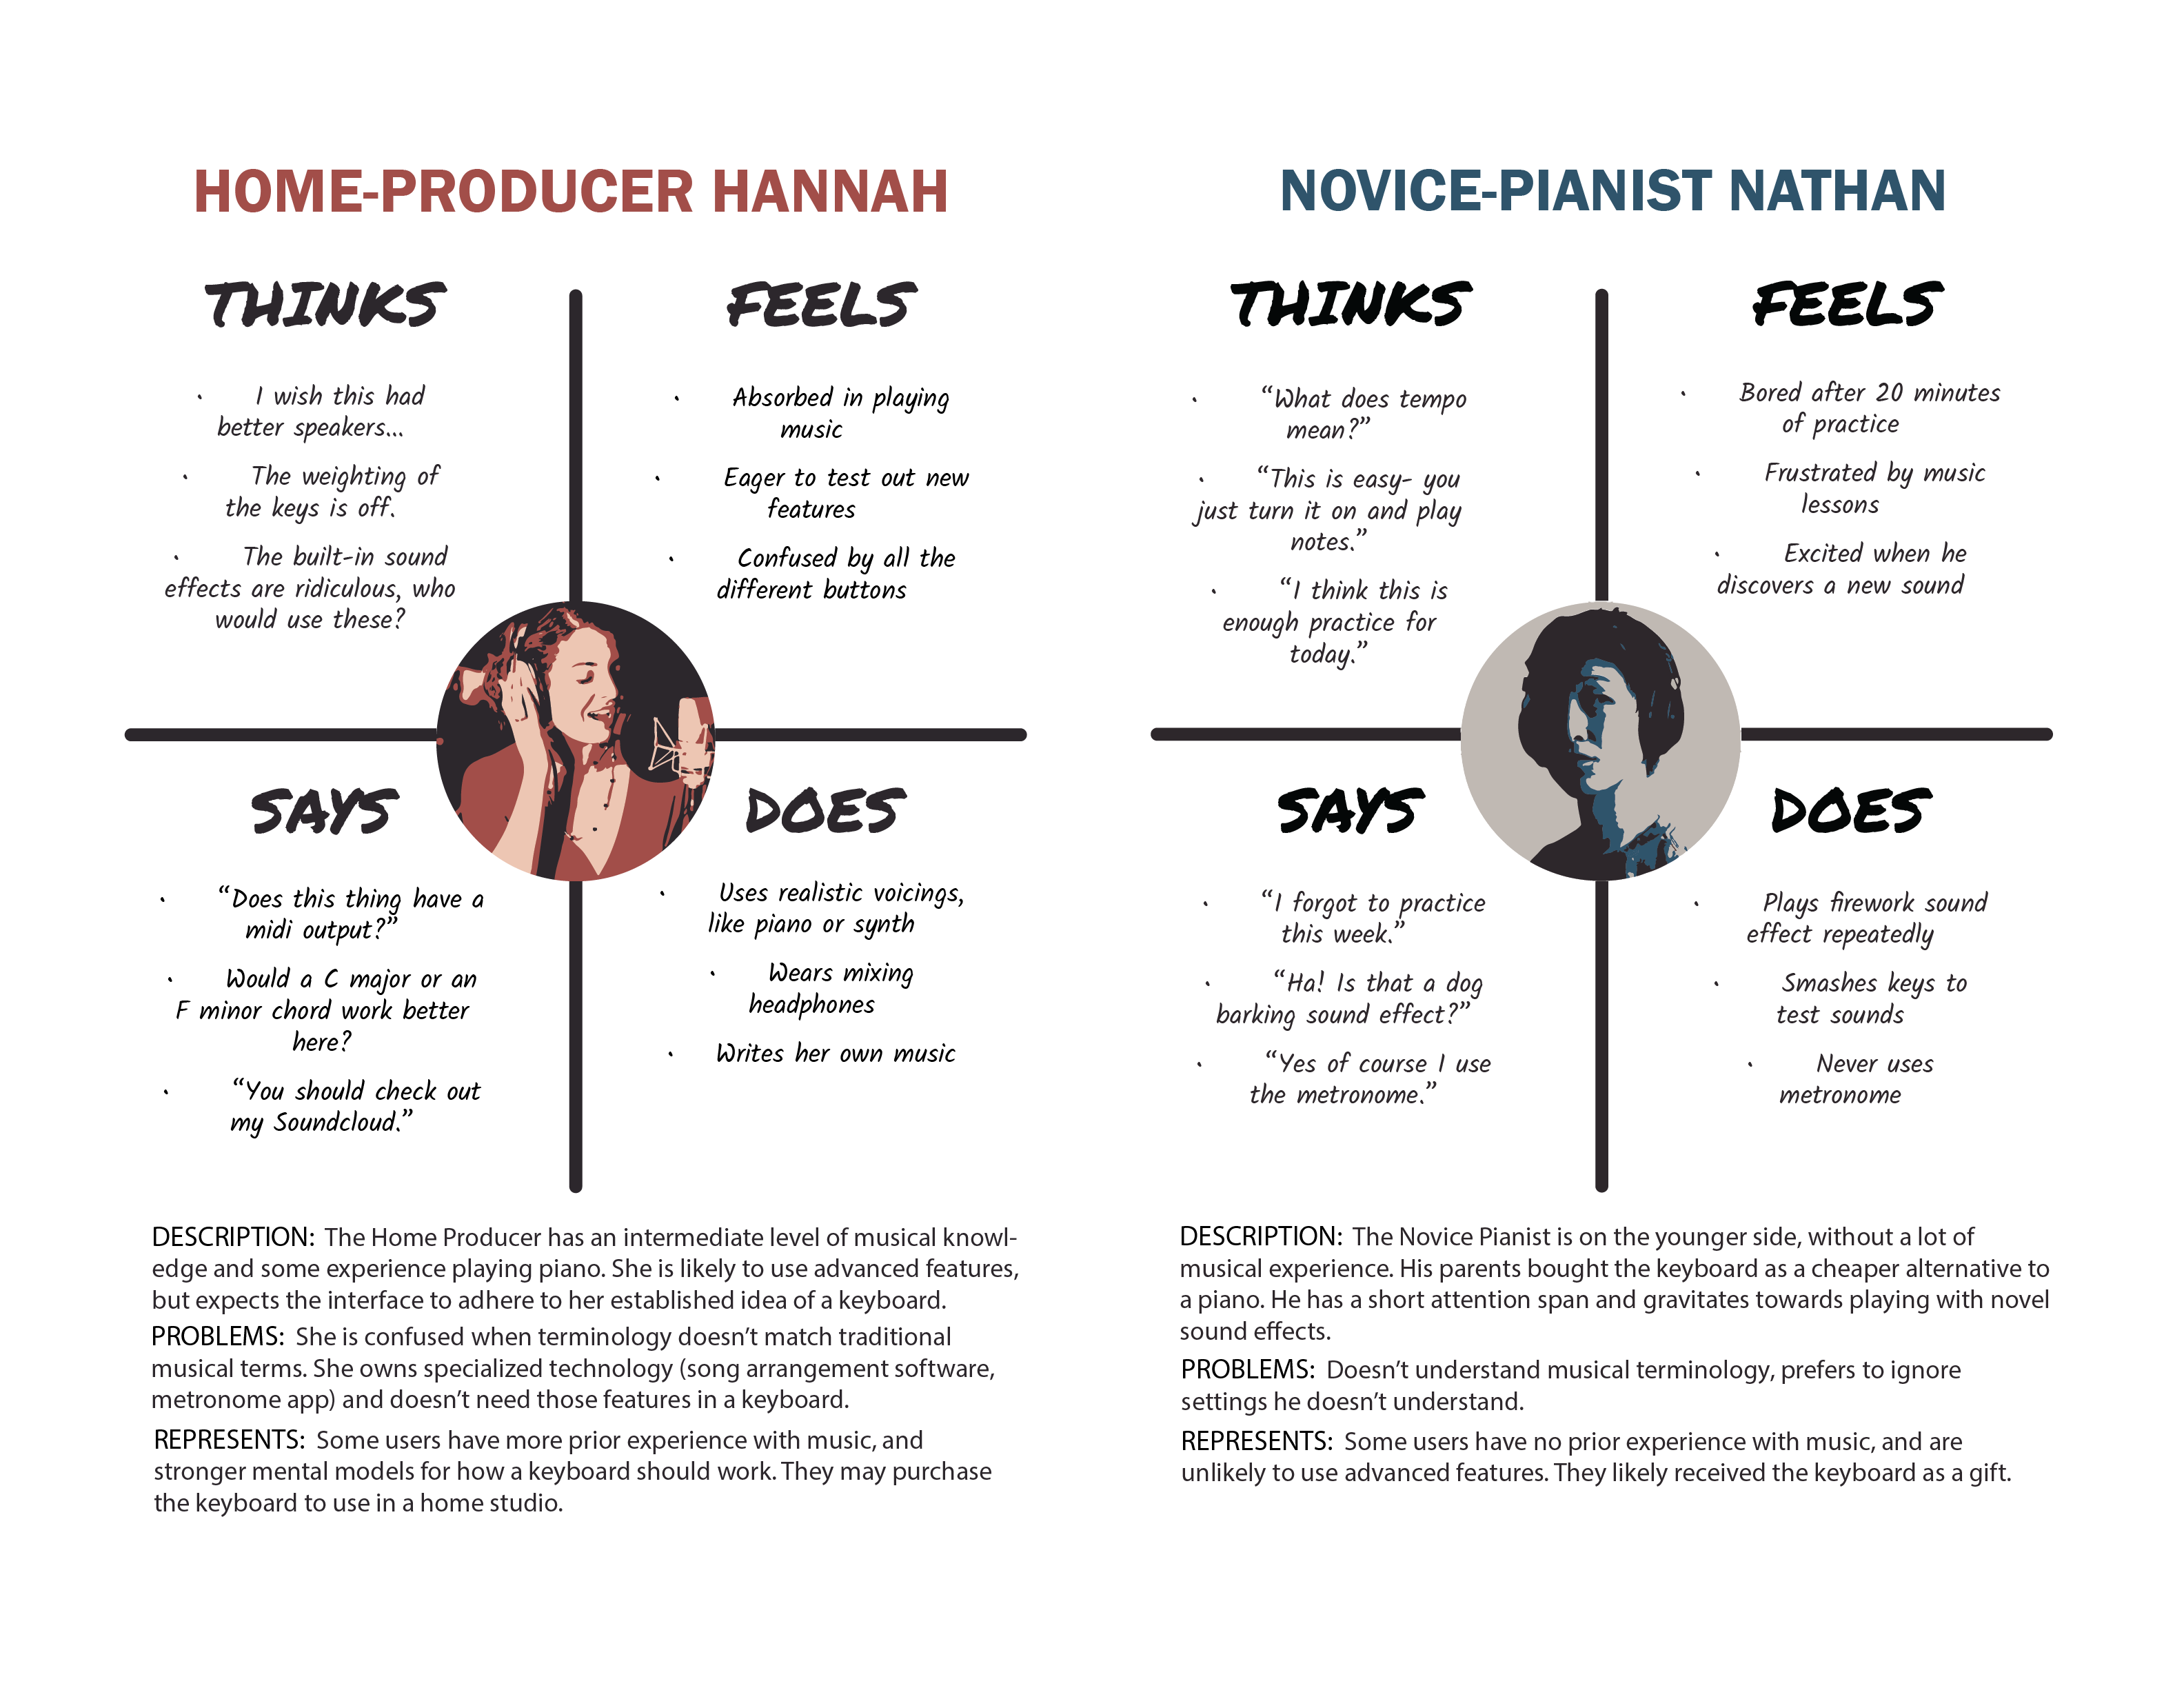 HOME-PRODUCER HANNAH
THINKS
· I wish this had
better speakers...
· The weighting of
the keys is off.
· The built-in sound
effects are ridiculous, who
would use these?
FEELS
· Absorbed in playing
music
· Eager to test out new
features
· Confused by all the
different buttons
SAYS
· “Does this thing have a
midi output?”
· Would a C major or an
F minor chord work better
here?
· “You should check out
my Soundcloud.”
DOES
· Uses realistic voicings,
like piano or synth
· Wears mixing
headphones
· Writes her own music
DESCRIPTION: The Home Producer has an intermediate level of musical knowl-
edge and some experience playing piano. She is likely to use advanced features,
but expects the interface to adhere to her established idea of a keyboard.
PROBLEMS: She is confused when terminology doesn’t match traditional
musical terms. She owns specialized technology (song arrangement software,
metronome app) and doesn’t need those features in a keyboard.
REPRESENTS: Some users have more prior experience with music, and
stronger mental models for how a keyboard should work. They may purchase
the keyboard to use in a home studio.
NOVICE-PIANIST NATHAN
THINKS
· “What does tempo
mean?”
· “This is easy- you
just turn it on and play
notes.”
· “I think this is
enough practice for
today.”
FEELS
· Bored after 20 minutes
of practice
· Frustrated by music
lessons
· Excited when he
discovers a new sound
SAYS
· “I forgot to practice
this week.”
· “Ha! Is that a dog
barking sound effect?”
· “Yes of course I use
the metronome.”
DOES
· Plays firework sound
effect repeatedly
· Smashes keys to
test sounds
· Never uses
metronome
DESCRIPTION: The Novice Pianist is on the younger side, without a lot of
musical experience. His parents bought the keyboard as a cheaper alternative to
a piano. He has a short attention span and gravitates towards playing with novel
sound effects.
PROBLEMS: Doesn’t understand musical terminology, prefers to ignore
settings he doesn’t understand.
REPRESENTS: Some users have no prior experience with music, and are
unlikely to use advanced features. They likely received the keyboard as a gift.